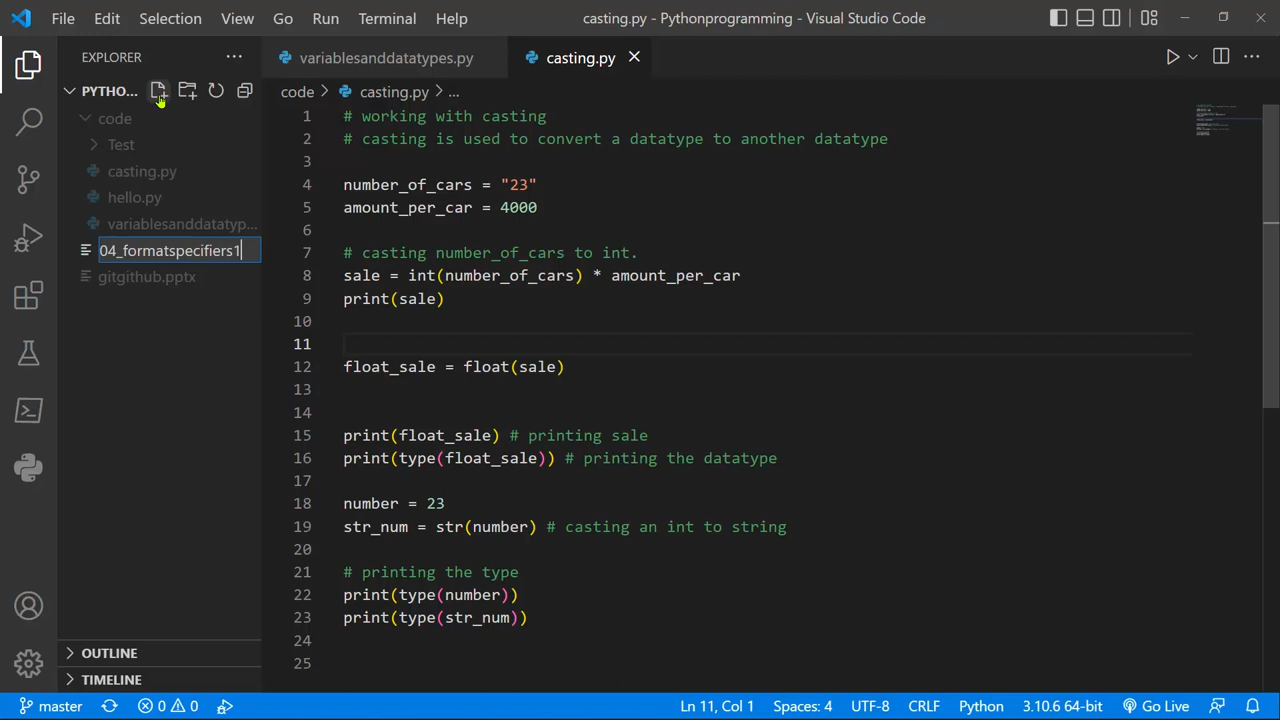 File Edit Selection View Go Run Terminal Help casting.py - Pythonprogramming - Visual Studio Code
EXPLORER
variablesanddatatypes.py casting.py
PYTHO...
code > casting.py > ...
code
Test
casting.py
hello.py
variablesanddatatyp...
04_formatspecifiers1
gitgithub.pptx
1 # working with casting
2 # casting is used to convert a datatype to another datatype
3
4 number_of_cars = "23"
5 amount_per_car = 4000
6
7 # casting number_of_cars to int.
8 sale = int(number_of_cars) * amount_per_car
9 print(sale)
10
11
12 float_sale = float(sale)
13
14
15 print(float_sale) # printing sale
16 print(type(float_sale)) # printing the datatype
17
18 number = 23
19 str_num = str(number) # casting an int to string
20
21 # printing the type
22 print(type(number))
23 print(type(str_num))
24
25
OUTLINE
TIMELINE
master 0 0 Ln 11, Col 1 Spaces: 4 UTF-8 CRLF Python 3.10.6 64-bit Go Live